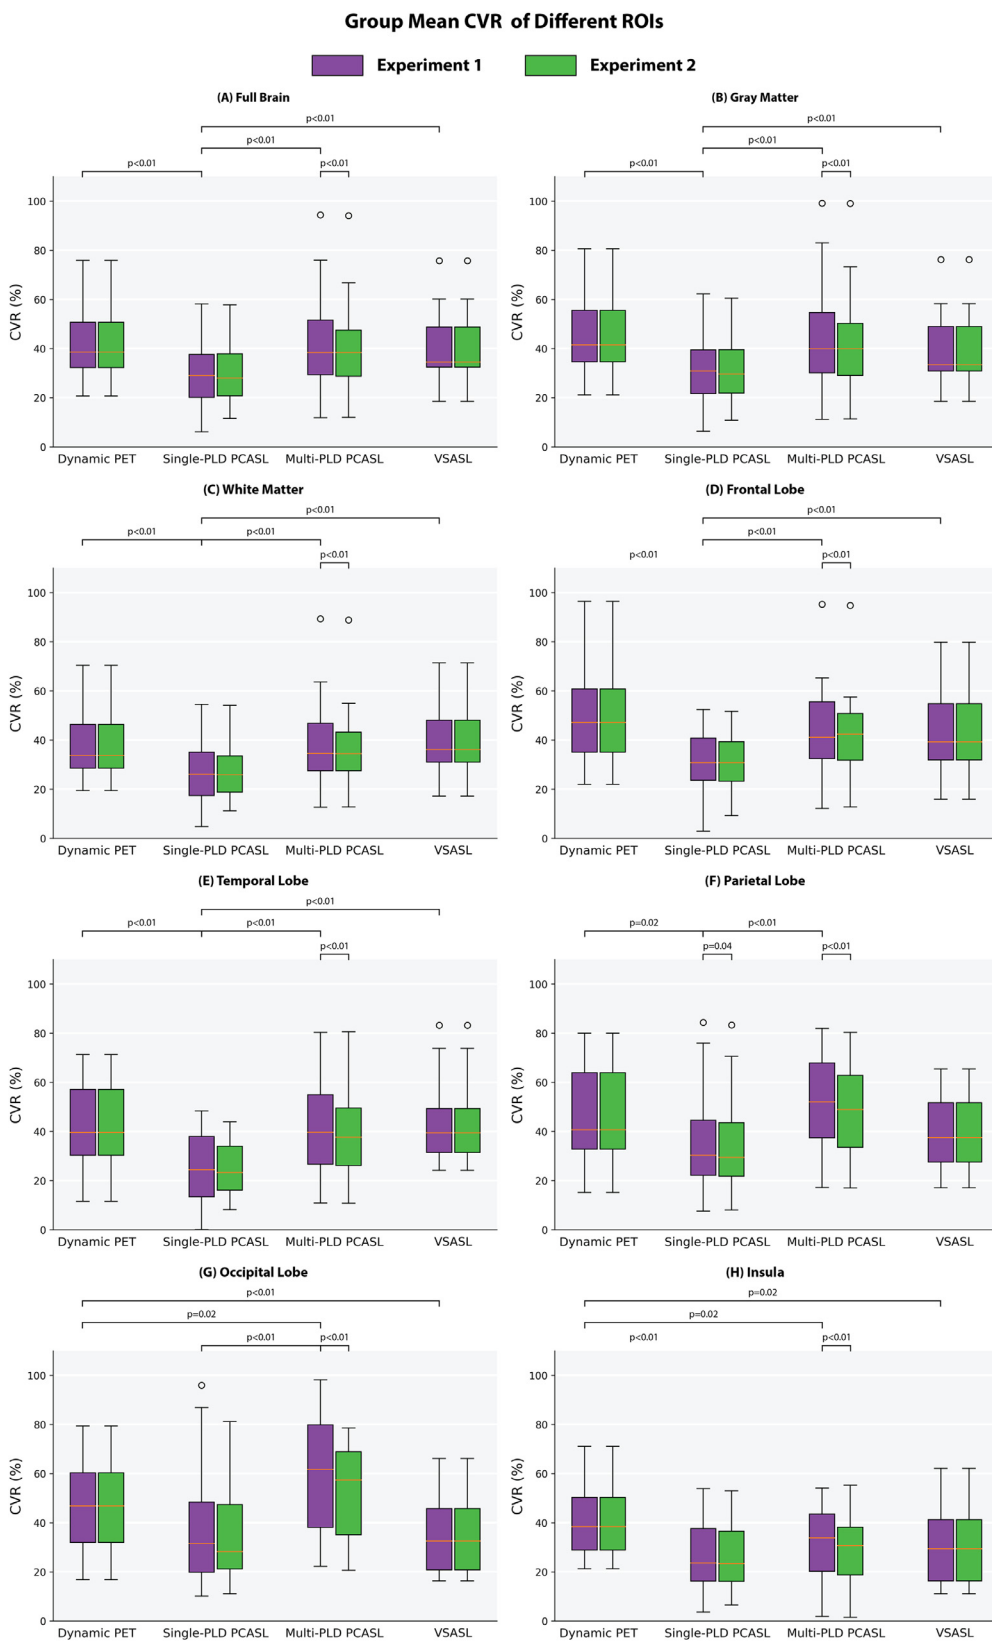 Group Mean CVR of Different ROIs
Experiment 1 Experiment 2
(A) Full Brain
p<0.01
p<0.01
p<0.01 p<0.01
CVR (%)
100
80
60
40
20
0
Dynamic PET Single-PLD PCASL Multi-PLD PCASL VSASL
(B) Gray Matter
p<0.01
p<0.01
p<0.01 p<0.01
CVR (%)
100
80
60
40
20
0
Dynamic PET Single-PLD PCASL Multi-PLD PCASL VSASL
(C) White Matter
p<0.01
p<0.01 p<0.01
p<0.01
CVR (%)
100
80
60
40
20
0
Dynamic PET Single-PLD PCASL Multi-PLD PCASL VSASL
(D) Frontal Lobe
p<0.01
p<0.01
p<0.01 p<0.01
CVR (%)
100
80
60
40
20
0
Dynamic PET Single-PLD PCASL Multi-PLD PCASL VSASL
(E) Temporal Lobe
p<0.01
p<0.01 p<0.01
p<0.01
CVR (%)
100
80
60
40
20
0
Dynamic PET Single-PLD PCASL Multi-PLD PCASL VSASL
(F) Parietal Lobe
p=0.02 p<0.01
p=0.04 p<0.01
CVR (%)
100
80
60
40
20
0
Dynamic PET Single-PLD PCASL Multi-PLD PCASL VSASL
(G) Occipital Lobe
p<0.01
p=0.02
p<0.01 p<0.01
CVR (%)
100
80
60
40
20
0
Dynamic PET Single-PLD PCASL Multi-PLD PCASL VSASL
(H) Insula
p=0.02
p=0.02
p<0.01 p<0.01
CVR (%)
100
80
60
40
20
0
Dynamic PET Single-PLD PCASL Multi-PLD PCASL VSASL